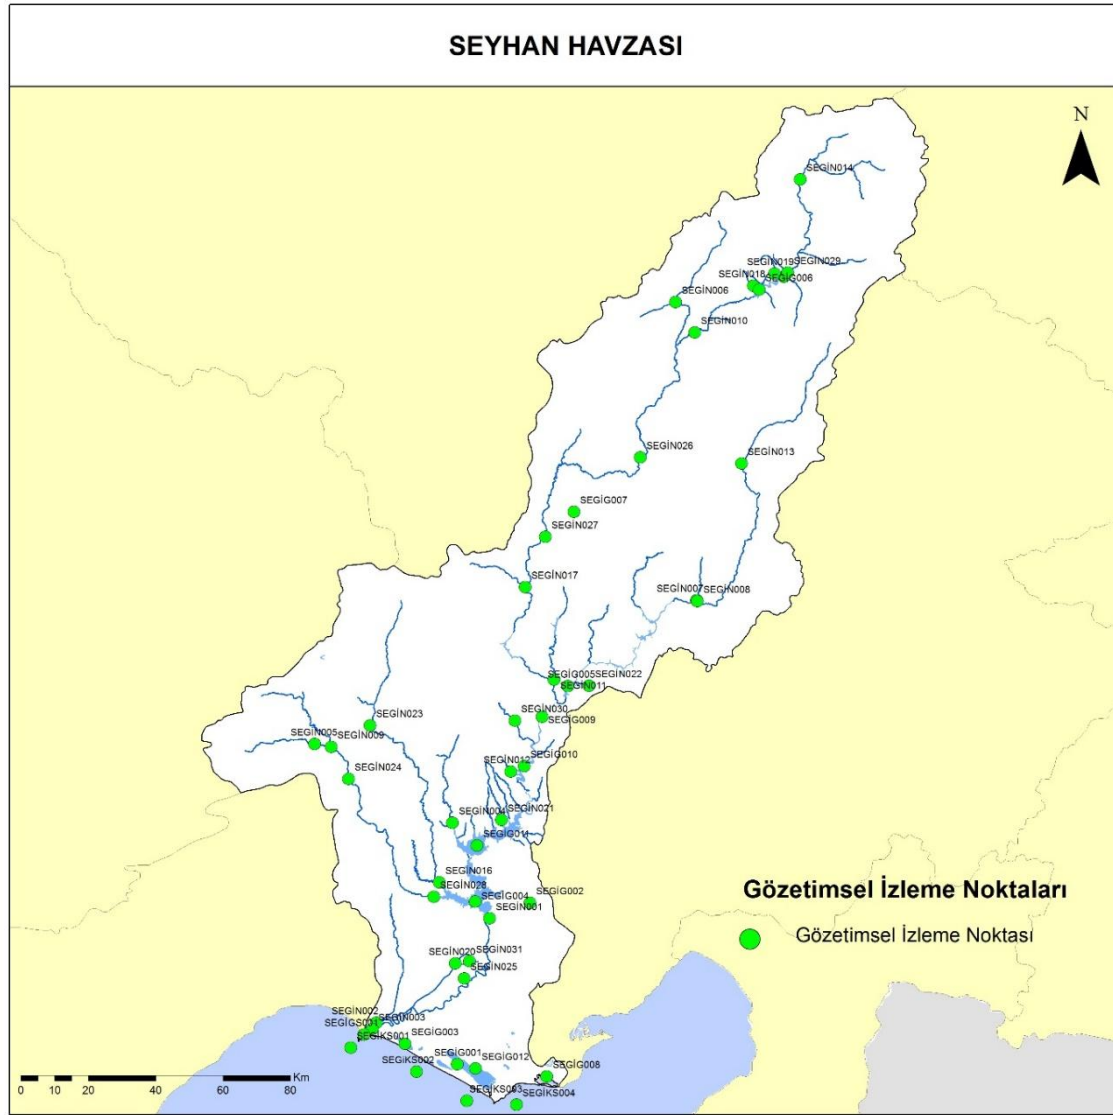 SEYHAN HAVZASI
N
SEGİN014
SEGİN019
SEGİN029
SEGİN018
SEGİG006
SEGİN006
SEGİN010
SEGİN026
SEGİN013
SEGİG007
SEGİN027
SEGİN017
SEGİN007
SEGİN008
SEGİG005
SEGİN022
SEGİN011
SEGİN030
SEGİG009
SEGİN023
SEGİN005
SEGİN009
SEGİN024
SEGİN012
SEGİG010
SEGİN004
SEGİN021
SEGİG011
SEGİN016
SEGİN028
SEGİG004
SEGİG002
SEGİN001
Gözetimsel İzleme Noktaları
Gözetimsel İzleme Noktası
SEGİN020
SEGİN031
SEGİN025
SEGİN002
SEGİN003
SEGİGS001
SEGİKS001
SEGİG003
SEGİKS002
SEGİG001
SEGİG012
SEGİG008
SEGİKS003
SEGİKS004
Km
0 10 20 40 60 80